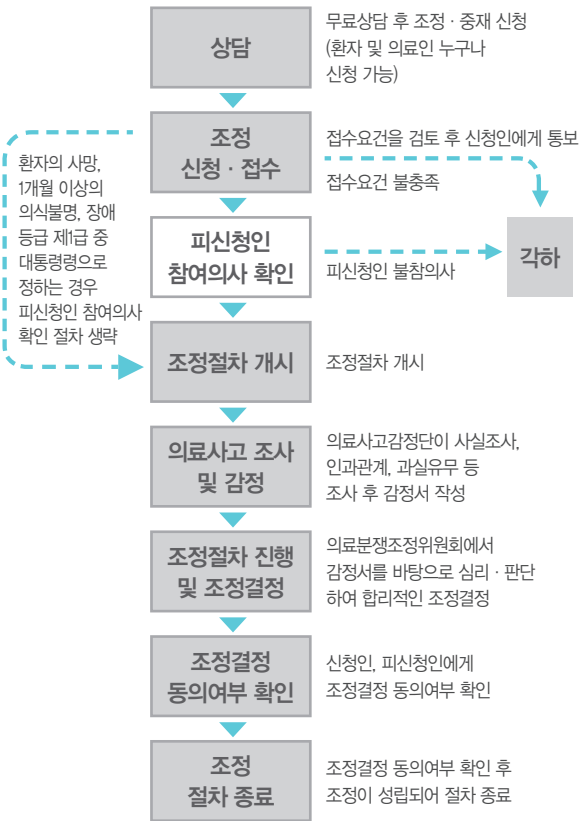 상담
무료상담 후 조정 · 중재 신청
(환자 및 의료인 누구나
신청 가능)
조정
신청 · 접수
접수요건을 검토 후 신청인에게 통보
접수요건 불충족
환자의 사망,
1개월 이상의
의식불명, 장애
등급 제1급 중
대통령령으로
정하는 경우
피신청인 참여의사
확인 절차 생략
피신청인
참여의사 확인
피신청인 불참의사
각하
조정절차 개시
조정절차 개시
의료사고 조사
및 감정
의료사고감정단이 사실조사,
인과관계, 과실유무 등
조사 후 감정서 작성
조정절차 진행
및 조정결정
의료분쟁조정위원회에서
감정서를 바탕으로 심리 · 판단
하여 합리적인 조정결정
조정결정
동의여부 확인
신청인, 피신청인에게
조정결정 동의여부 확인
조정
절차 종료
조정결정 동의여부 확인 후
조정이 성립되어 절차 종료